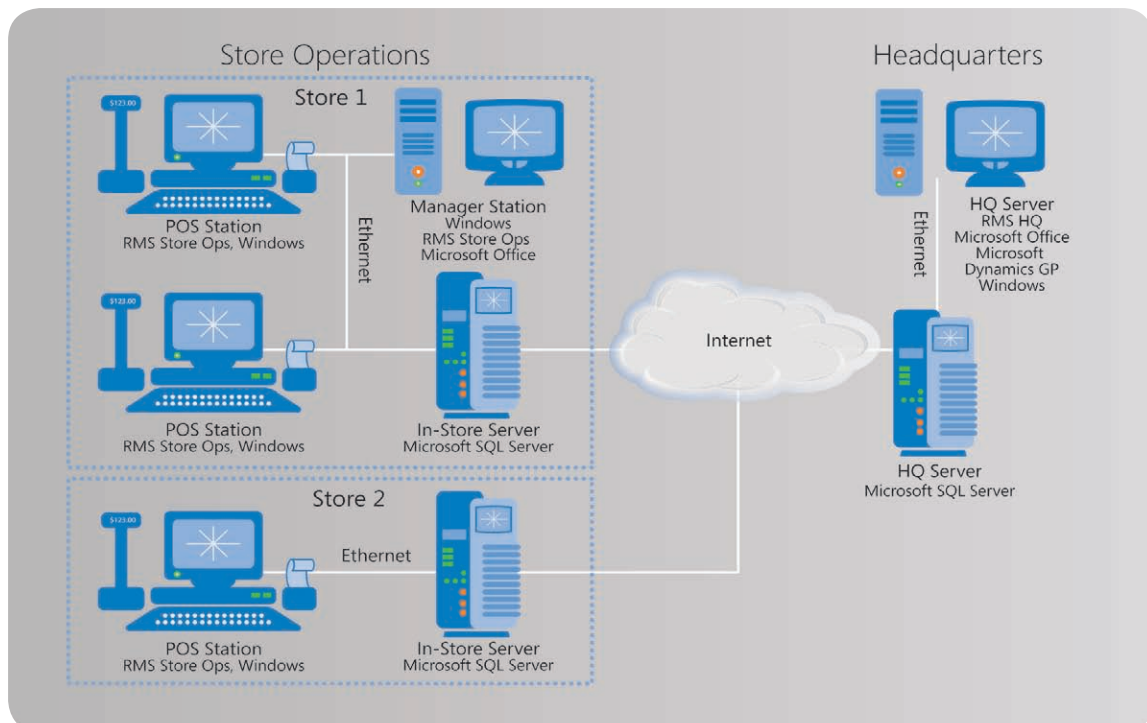 Store Operations
Headquarters
Store 1
$123.00
POS Station
RMS Store Ops, Windows
Ethernet
Manager Station
Windows
RMS Store Ops
Microsoft Office
$123.00
POS Station
RMS Store Ops, Windows
In-Store Server
Microsoft SQL Server
Store 2
$123.00
POS Station
RMS Store Ops, Windows
Ethernet
In-Store Server
Microsoft SQL Server
Internet
Ethernet
HQ Server
RMS HQ
Microsoft Office
Microsoft
Dynamics GP
Windows
HQ Server
Microsoft SQL Server